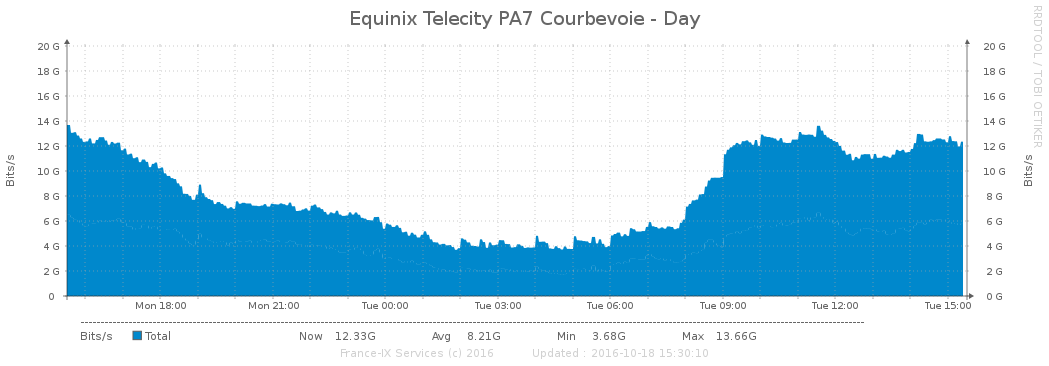 Equinix Telecity PA7 Courbevoie - Day
RRDTOOL / TOBI OETIKER
Bits/s
20 G 20 G
18 G 18 G
16 G 16 G
14 G 14 G
12 G 12 G
10 G 10 G
8 G 8 G
6 G 6 G
4 G 4 G
2 G 2 G
0 0 G
Bits/s
Mon 18:00 Mon 21:00 Tue 00:00 Tue 03:00 Tue 06:00 Tue 09:00 Tue 12:00 Tue 15:00
Bits/s Total Now 12.33G Avg 8.21G Min 3.68G Max 13.66G
France-IX Services (c) 2016 Updated : 2016-10-18 15:30:10